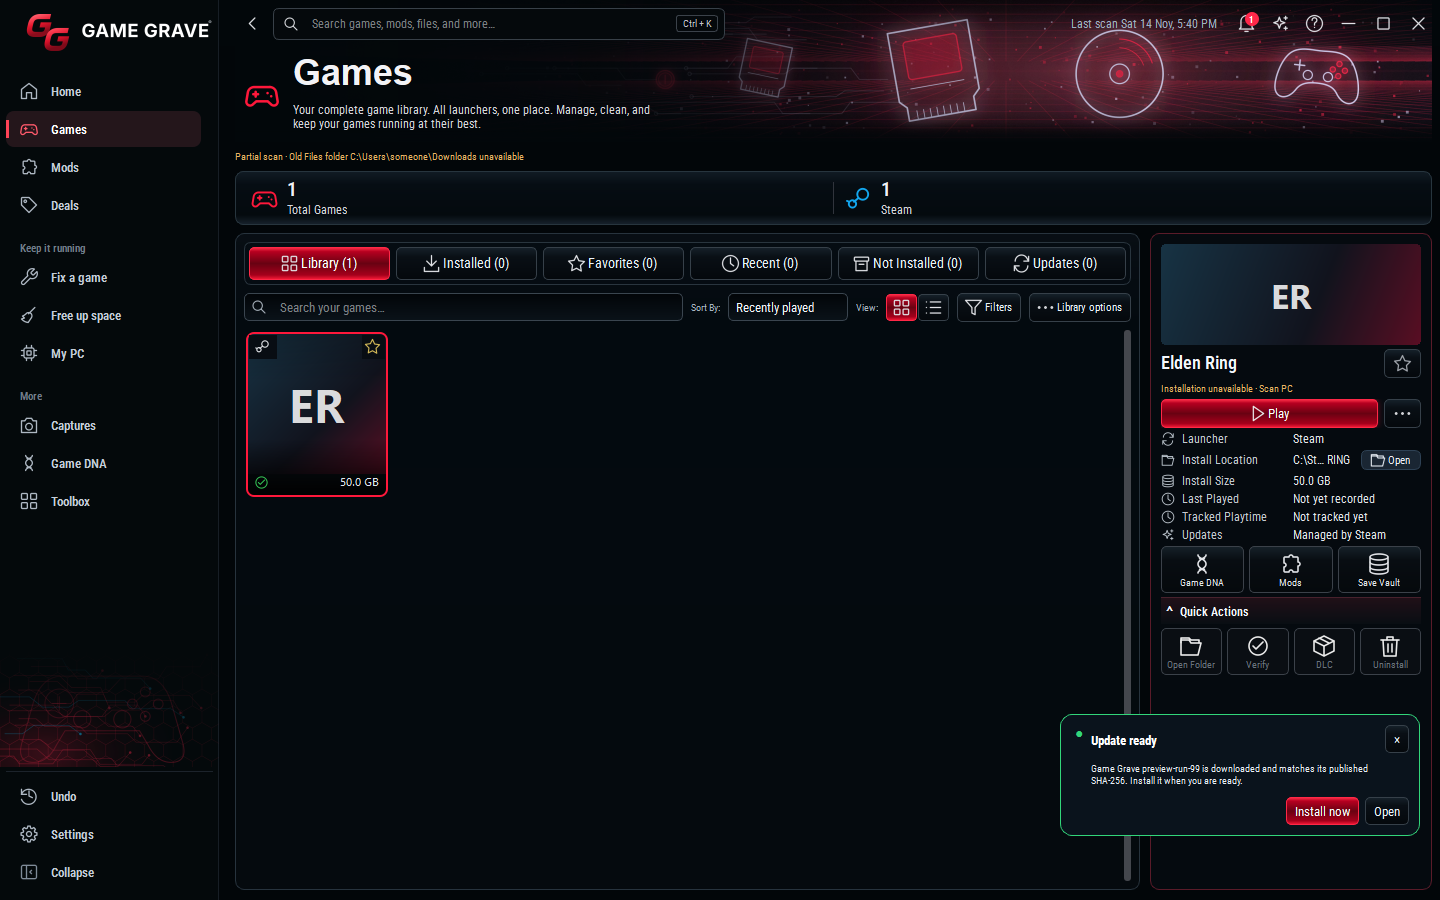 GG GAME GRAVE
Search games, mods, files, and more...
Ctrl + K
Last scan Sat 14 Nov, 5:40 PM
1
Home
Games
Mods
Deals
Keep it running
Fix a game
Free up space
My PC
More
Captures
Game DNA
Toolbox
Undo
Settings
Collapse
Games
Your complete game library. All launchers, one place. Manage, clean, and
keep your games running at their best.
Partial scan · Old Files folder C:\Users\someone\Downloads unavailable
1
Total Games
1
Steam
Library (1)
Installed (0)
Favorites (0)
Recent (0)
Not Installed (0)
Updates (0)
Search your games...
Sort By:
Recently played
View:
Filters
Library options
ER
50.0 GB
ER
Elden Ring
Installation unavailable · Scan PC
Play
Launcher Steam
Install Location C:\St... RING Open
Install Size 50.0 GB
Last Played Not yet recorded
Tracked Playtime Not tracked yet
Updates Managed by Steam
Game DNA
Mods
Save Vault
^ Quick Actions
Open Folder
Verify
DLC
Uninstall
Update ready
x
Game Grave preview-run-99 is downloaded and matches its published
SHA-256. Install it when you are ready.
Install now
Open